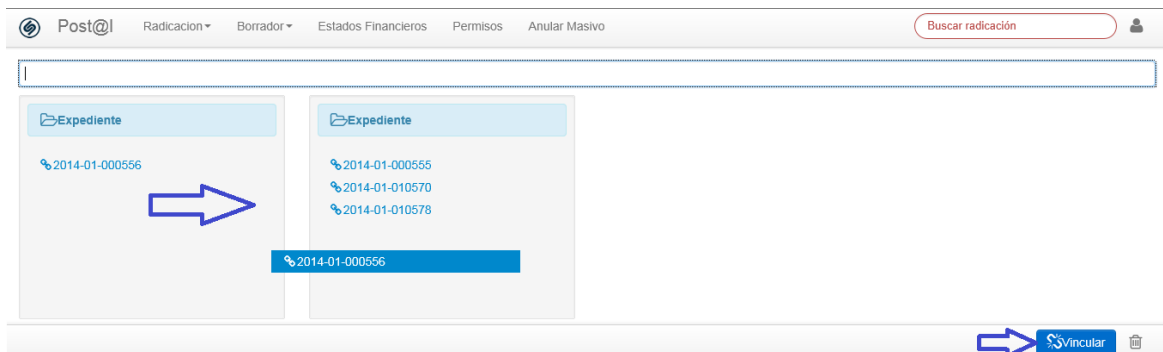 Post@l Radicacion Borrador Estados Financieros Permisos Anular Masivo Buscar radicación
Expediente
2014-01-000556
Expediente
2014-01-000555
2014-01-010570
2014-01-010578
2014-01-000556
Vincular